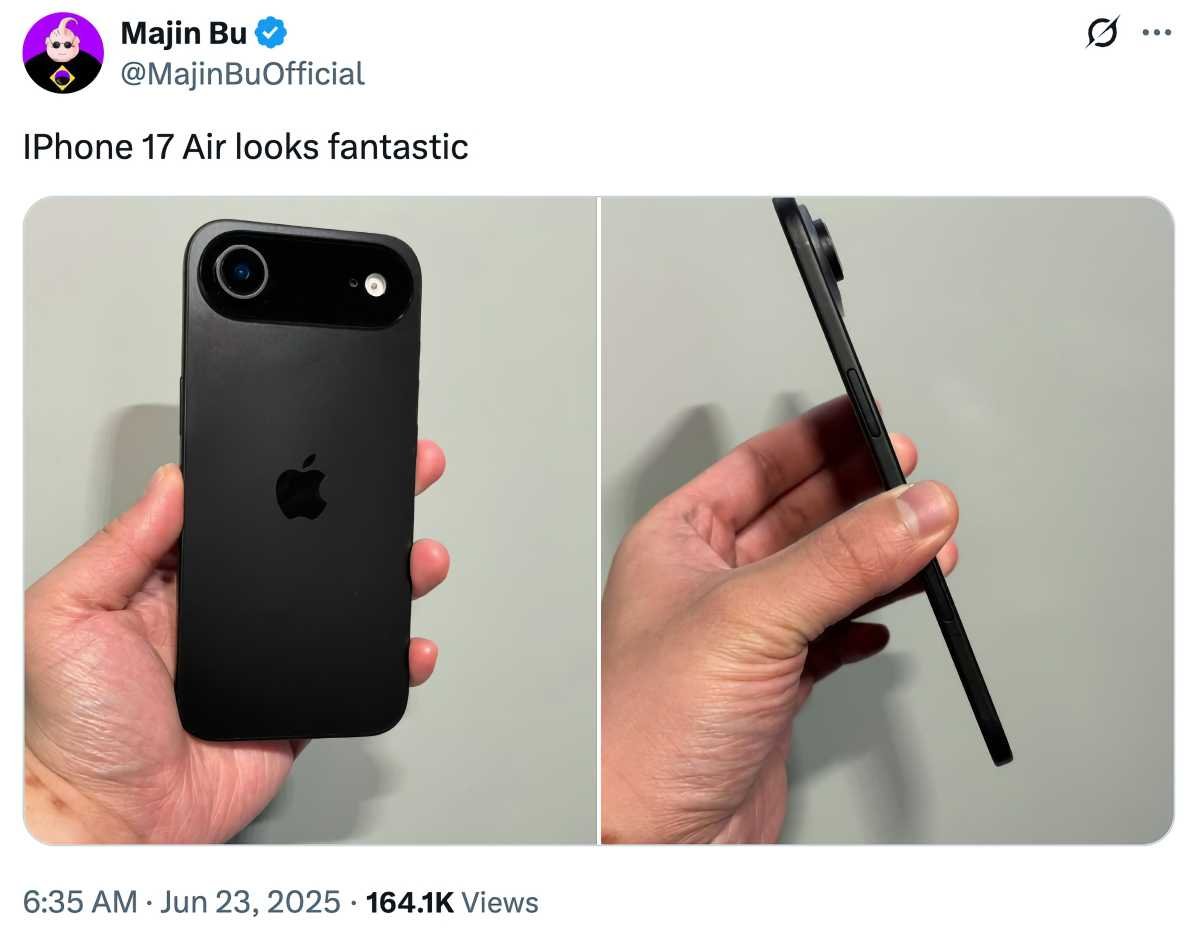 Majin Bu
@MajinBuOfficial
IPhone 17 Air looks fantastic
6:35 AM · Jun 23, 2025 · 164.1K Views